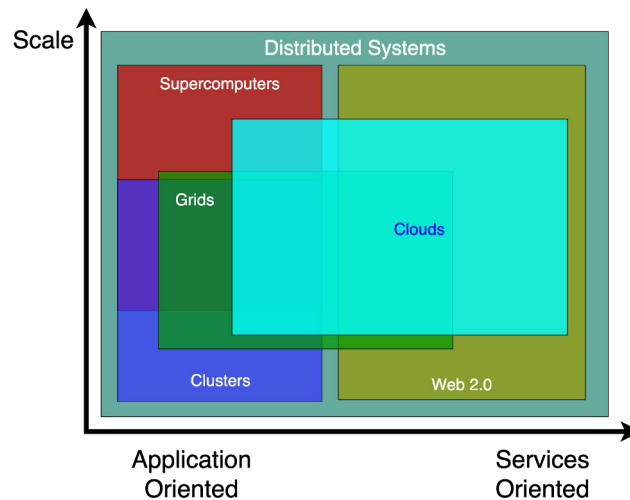 Scale
Distributed Systems
Supercomputers
Grids
Clouds
Clusters
Web 2.0
Application
Oriented
Services
Oriented